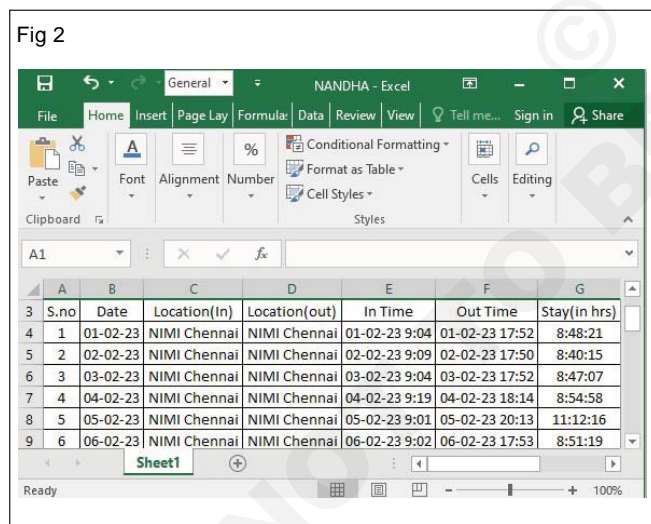 Fig 2
General
NANDHA - Excel
File Home Insert Page Lay Formula Data Review View Tell me... Sign in Share
Paste
Font
Alignment
%
Number
Conditional Formatting
Format as Table
Cell Styles
Cells
Editing
Clipboard
Styles
A1
fx
A B C D E F G
3 S.no Date Location(In) Location(out) In Time Out Time Stay(in hrs)
4 1 01-02-23 NIMI Chennai NIMI Chennai 01-02-23 9:04 01-02-23 17:52 8:48:21
5 2 02-02-23 NIMI Chennai NIMI Chennai 02-02-23 9:09 02-02-23 17:50 8:40:15
6 3 03-02-23 NIMI Chennai NIMI Chennai 03-02-23 9:04 03-02-23 17:52 8:47:07
7 4 04-02-23 NIMI Chennai NIMI Chennai 04-02-23 9:19 04-02-23 18:14 8:54:58
8 5 05-02-23 NIMI Chennai NIMI Chennai 05-02-23 9:01 05-02-23 20:13 11:12:16
9 6 06-02-23 NIMI Chennai NIMI Chennai 06-02-23 9:02 06-02-23 17:53 8:51:19
Sheet1
Ready
100%
© 
NOT TO B